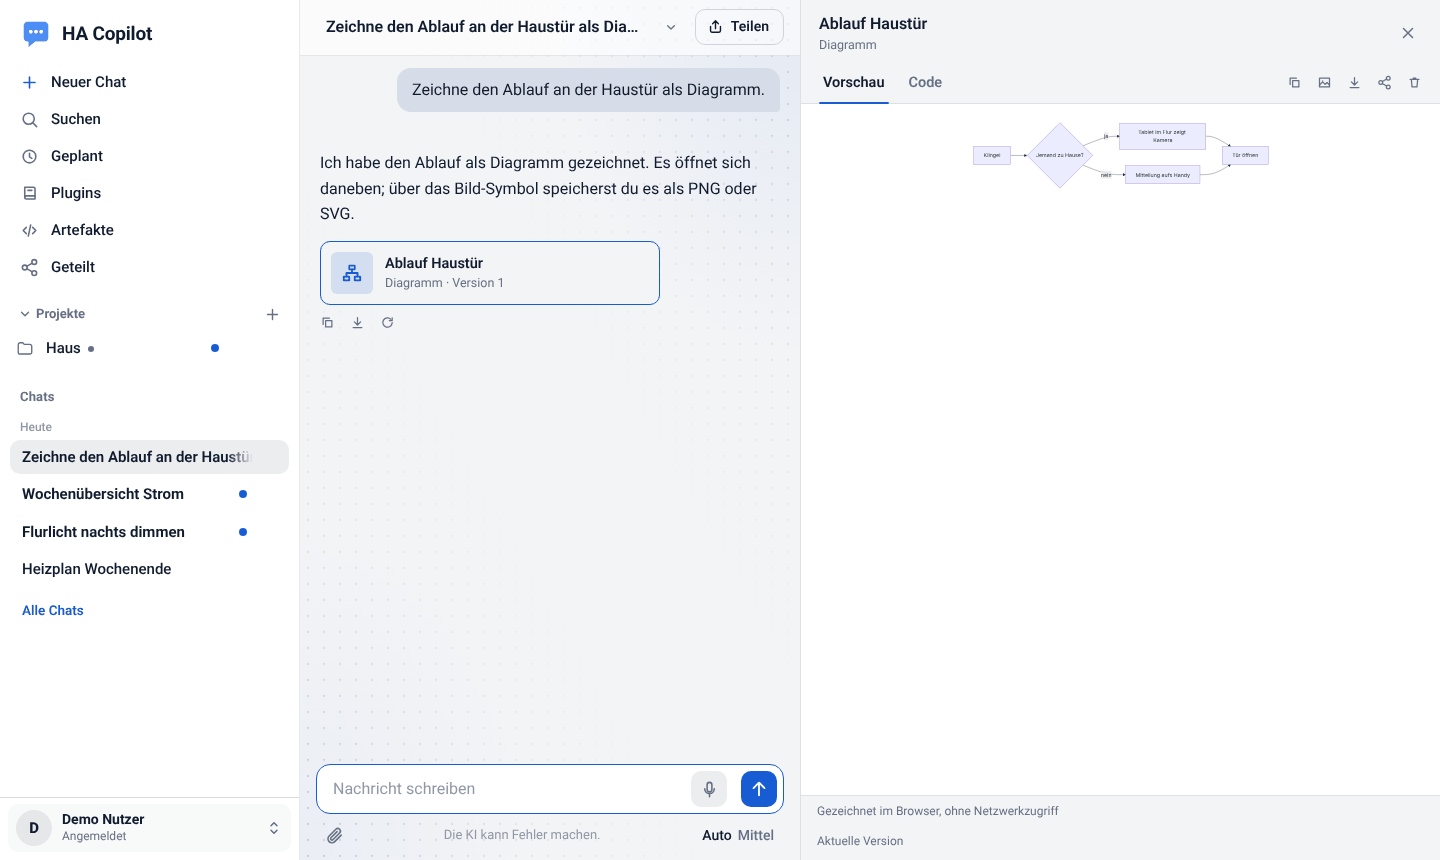 HA Copilot
Neuer Chat
Suchen
Geplant
Plugins
Artefakte
Geteilt
Projekte
Haus
Chats
Heute
Zeichne den Ablauf an der Haustür
Wochenübersicht Strom
Flurlicht nachts dimmen
Heizplan Wochenende
Alle Chats
D
Demo Nutzer
Angemeldet
Zeichne den Ablauf an der Haustür als Dia...
Teilen
Zeichne den Ablauf an der Haustür als Diagramm.
Ich habe den Ablauf als Diagramm gezeichnet. Es öffnet sich
daneben; über das Bild-Symbol speicherst du es als PNG oder
SVG.
Ablauf Haustür
Diagramm · Version 1
Nachricht schreiben
Die KI kann Fehler machen.
Auto Mittel
Ablauf Haustür
Diagramm
Vorschau
Code
Klingel
Jemand zu Hause?
ja
nein
Tablet im Flur zeigt
Kamera
Mitteilung aufs Handy
Tür öffnen
Gezeichnet im Browser, ohne Netzwerkzugriff
Aktuelle Version